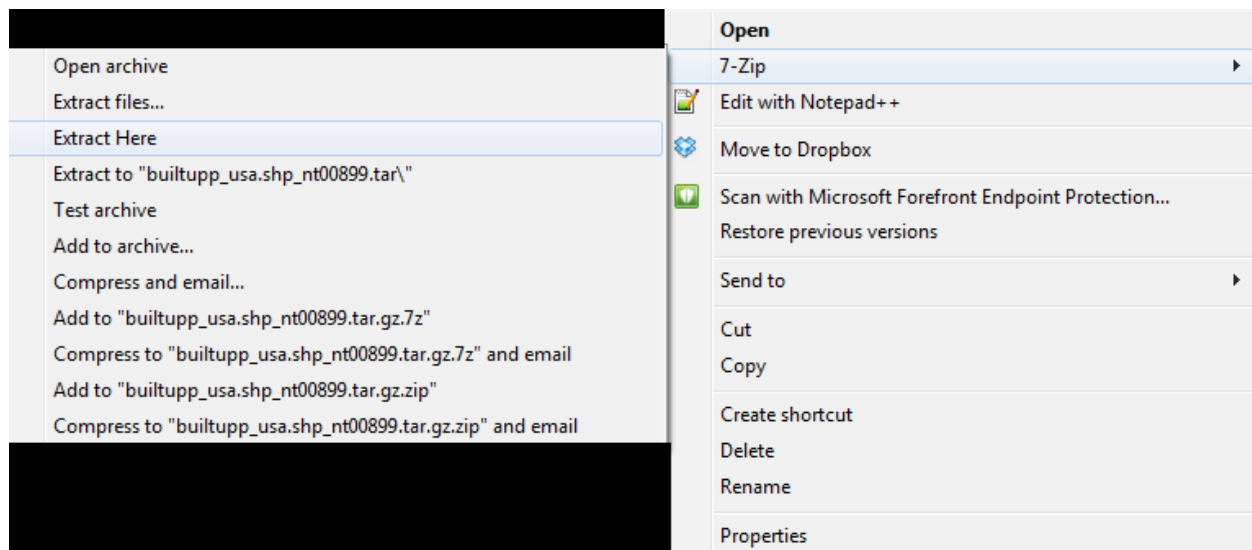 Open archive
Extract files...
Extract Here
Extract to "builtupp_usa.shp_nt00899.tar\"
Test archive
Add to archive...
Compress and email...
Add to "builtupp_usa.shp_nt00899.tar.gz.7z"
Compress to "builtupp_usa.shp_nt00899.tar.gz.7z" and email
Add to "builtupp_usa.shp_nt00899.tar.gz.zip"
Compress to "builtupp_usa.shp_nt00899.tar.gz.zip" and email
Open
7-Zip
Edit with Notepad++
Move to Dropbox
Scan with Microsoft Forefront Endpoint Protection...
Restore previous versions
Send to
Cut
Copy
Create shortcut
Delete
Rename
Properties